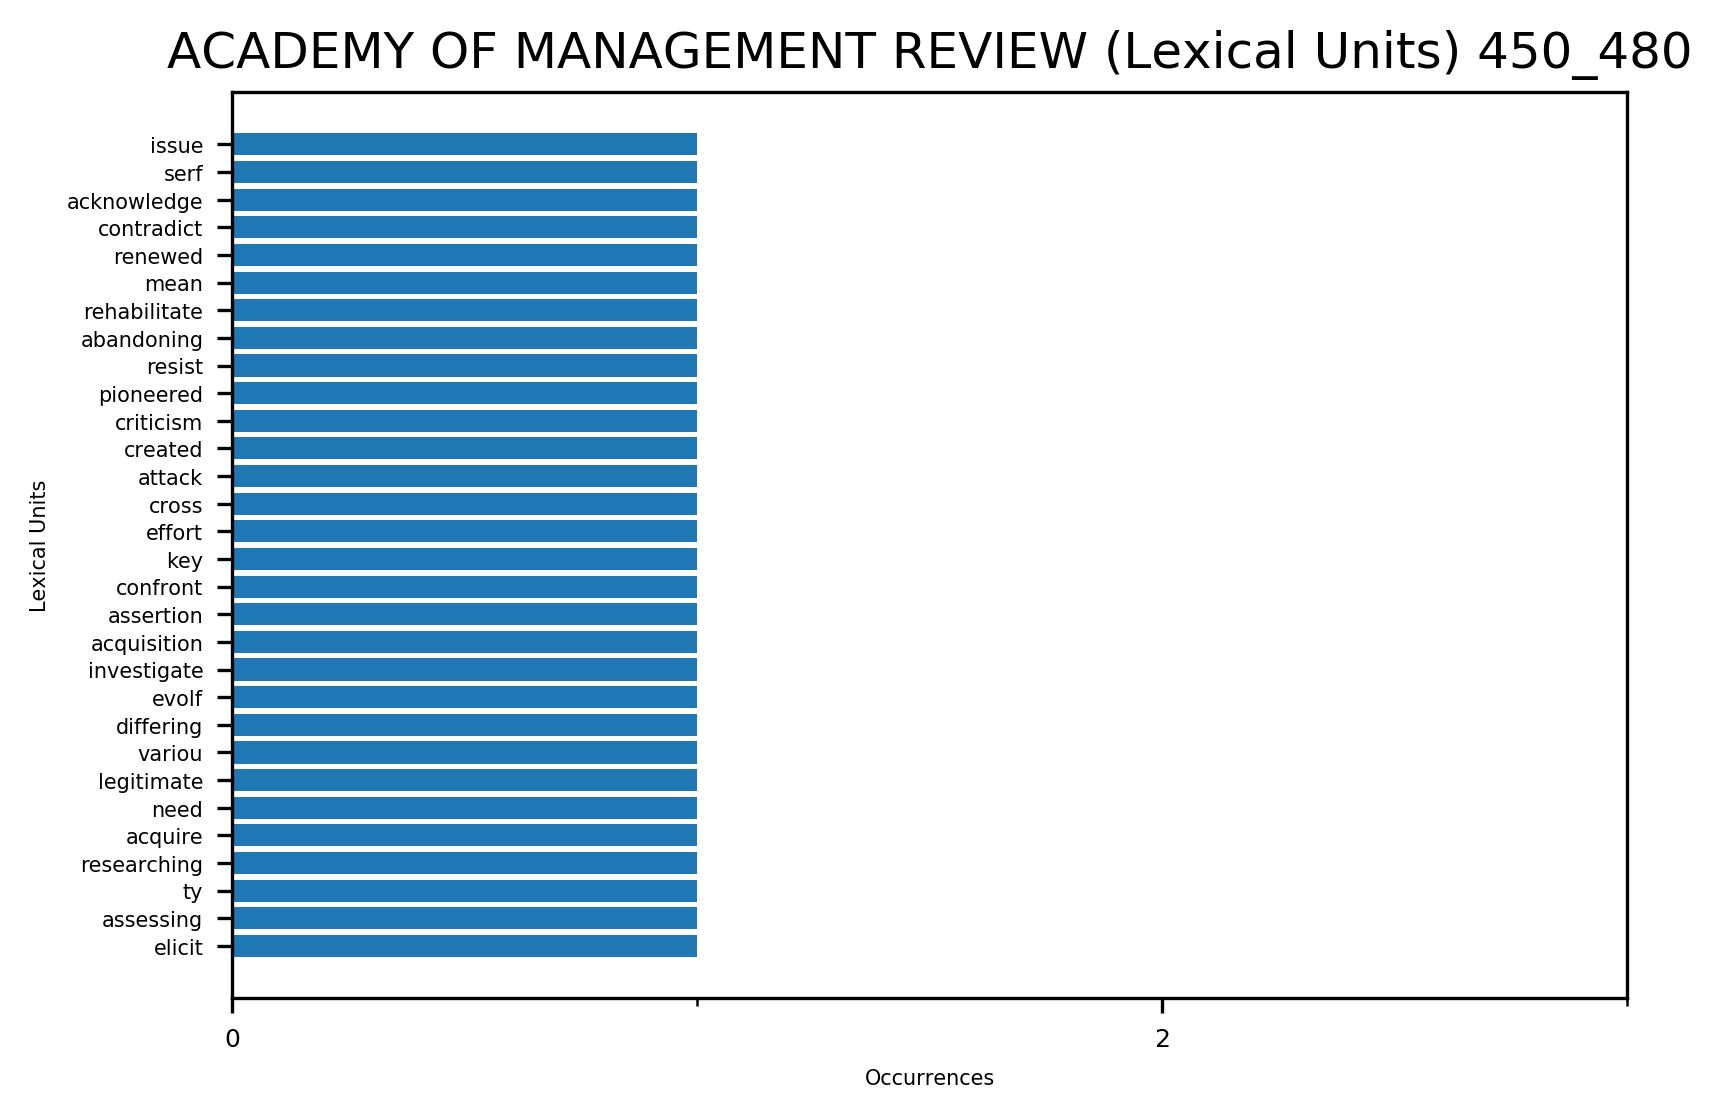 ACADEMY OF MANAGEMENT REVIEW (Lexical Units) 450_480
issue
serf
acknowledge
contradict
renewed
mean
rehabilitate
abandoning
resist
pioneered
criticism
created
attack
cross
effort
key
confront
assertion
acquisition
investigate
evolf
differing
variou
legitimate
need
acquire
researching
ty
assessing
elicit
Lexical Units
0
2
Occurrences